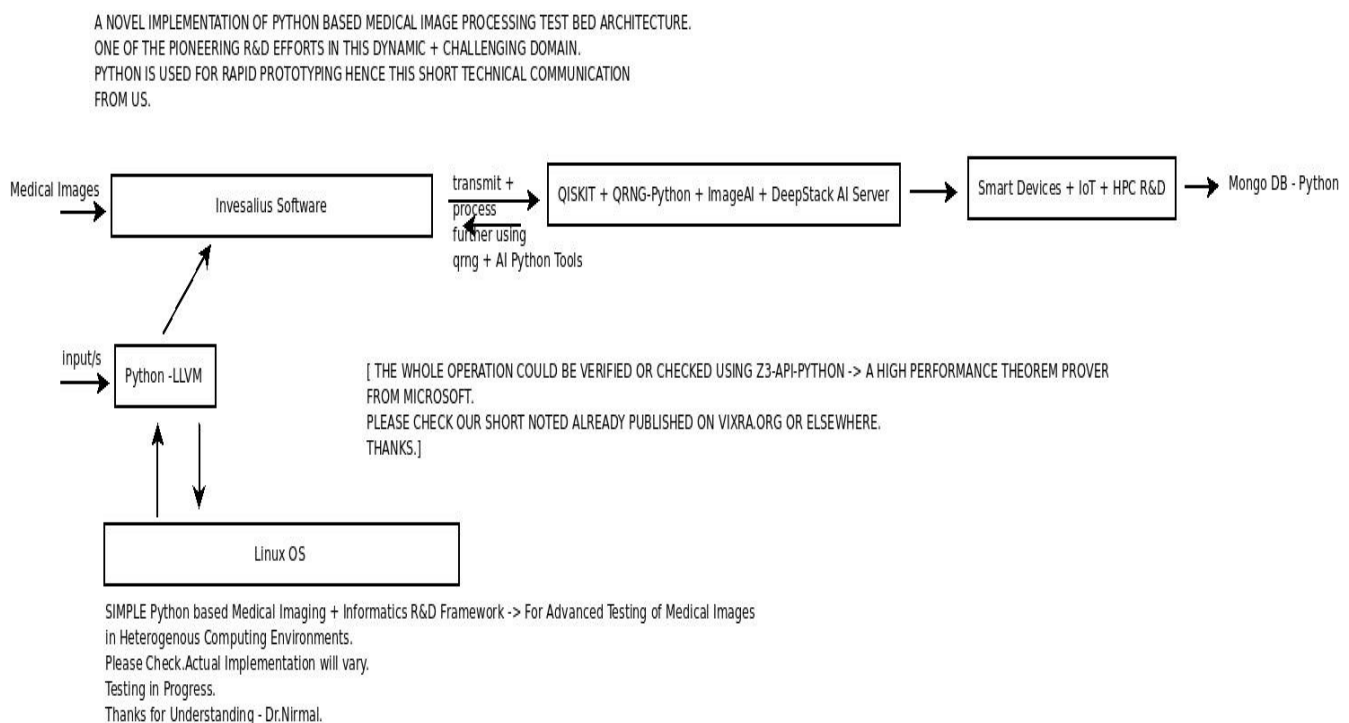 A NOVEL IMPLEMENTATION OF PYTHON BASED MEDICAL IMAGE PROCESSING TEST BED ARCHITECTURE.
ONE OF THE PIONEERING R&D EFFORTS IN THIS DYNAMIC + CHALLENGING DOMAIN.
PYTHON IS USED FOR RAPID PROTOTYPING HENCE THIS SHORT TECHNICAL COMMUNICATION
FROM US.
Medical Images
Invesalius Software
transmit +
process
further using
qrng + AI Python Tools
QISKIT + QRNG-Python + ImageAI + DeepStack AI Server
Smart Devices + IoT + HPC R&D
Mongo DB - Python
input/s
Python -LLVM
[ THE WHOLE OPERATION COULD BE VERIFIED OR CHECKED USING Z3-API-PYTHON -> A HIGH PERFORMANCE THEOREM PROVER
FROM MICROSOFT.
PLEASE CHECK OUR SHORT NOTED ALREADY PUBLISHED ON VIXRA.ORG OR ELSEWHERE.
THANKS.]
Linux OS
SIMPLE Python based Medical Imaging + Informatics R&D Framework -> For Advanced Testing of Medical Images
in Heterogenous Computing Environments.
Please Check.Actual Implementation will vary.
Testing in Progress.
Thanks for Understanding - Dr.Nirmal.